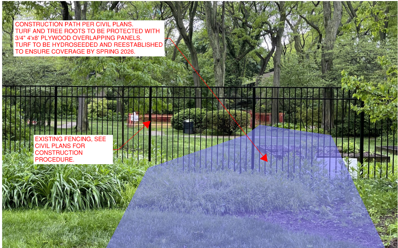 CONSTRUCTION PATH PER CIVIL PLANS.
TURF AND TREE ROOTS TO BE PROTECTED WITH
3/4" 4'x8' PLYWOOD OVERLAPPING PANELS.
TURF TO BE HYDROSEEDED AND REESTABLISHED
TO ENSURE COVERAGE BY SPRING 2026.
EXISTING FENCING, SEE
CIVIL PLANS FOR
CONSTRUCTION
PROCEDURE.